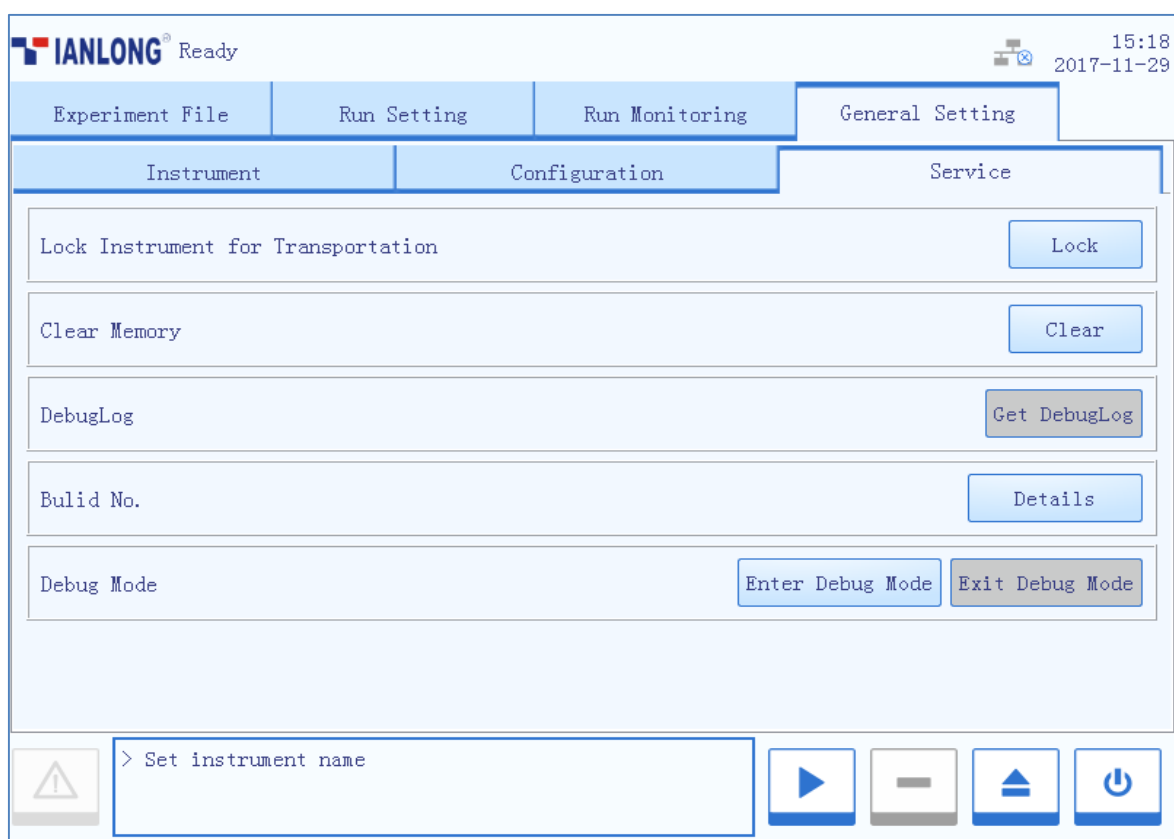 TIANLONG® Ready
15:18
2017-11-29
Experiment File Run Setting Run Monitoring General Setting
Instrument Configuration Service
Lock Instrument for Transportation Lock
Clear Memory Clear
DebugLog Get DebugLog
Bulid No. Details
Debug Mode Enter Debug Mode Exit Debug Mode
> Set instrument name